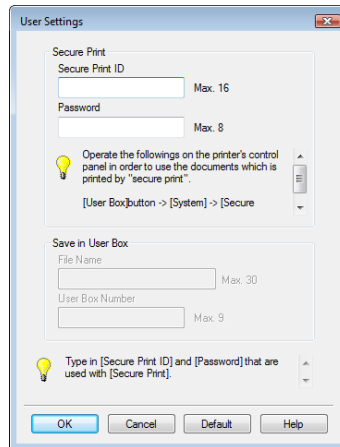 User Settings
Secure Print
Secure Print ID
Max. 16
Password
Max. 8
Operate the followings on the printer's control
panel in order to use the documents which is
printed by "secure print".
[User Box]button -> [System] -> [Secure
Save in User Box
File Name
Max. 30
User Box Number
Max. 9
Type in [Secure Print ID] and [Password] that are
used with [Secure Print].
OK
Cancel
Default
Help